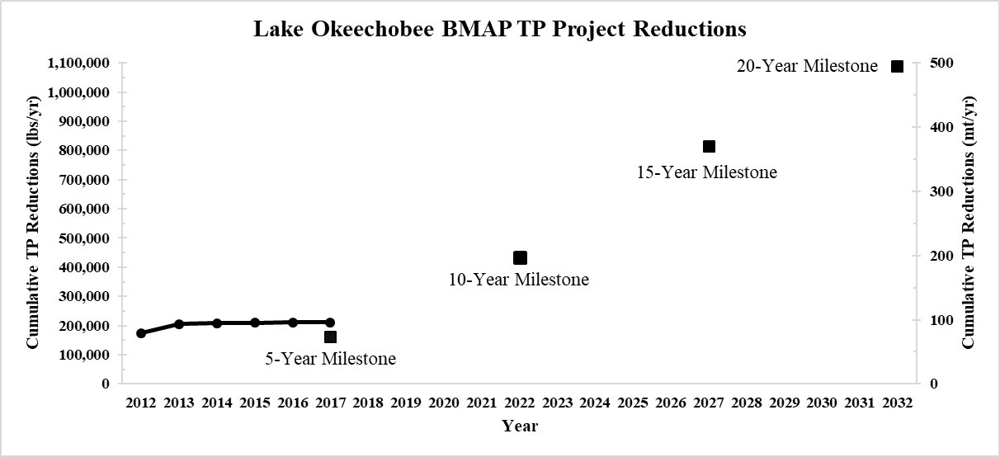 Lake Okeechobee BMAP TP Project Reductions
Cumulative TP Reductions (lbs/yr)
1,100,000
1,000,000
900,000
800,000
700,000
600,000
500,000
400,000
300,000
200,000
100,000
0
20-Year Milestone
15-Year Milestone
10-Year Milestone
5-Year Milestone
500
400
300
200
100
0
Cumulative TP Reductions (mt/yr)
2012 2013 2014 2015 2016 2017 2018 2019 2020 2021 2022 2023 2024 2025 2026 2027 2028 2029 2030 2031 2032
Year